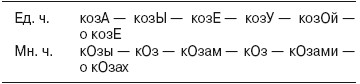 Ед. ч. козА — козЫ — козЕ — козУ — козОй —
о козЕ
Мн. ч. кОзы — кОз — кОзам — кОз — кОзами —
о кОзах